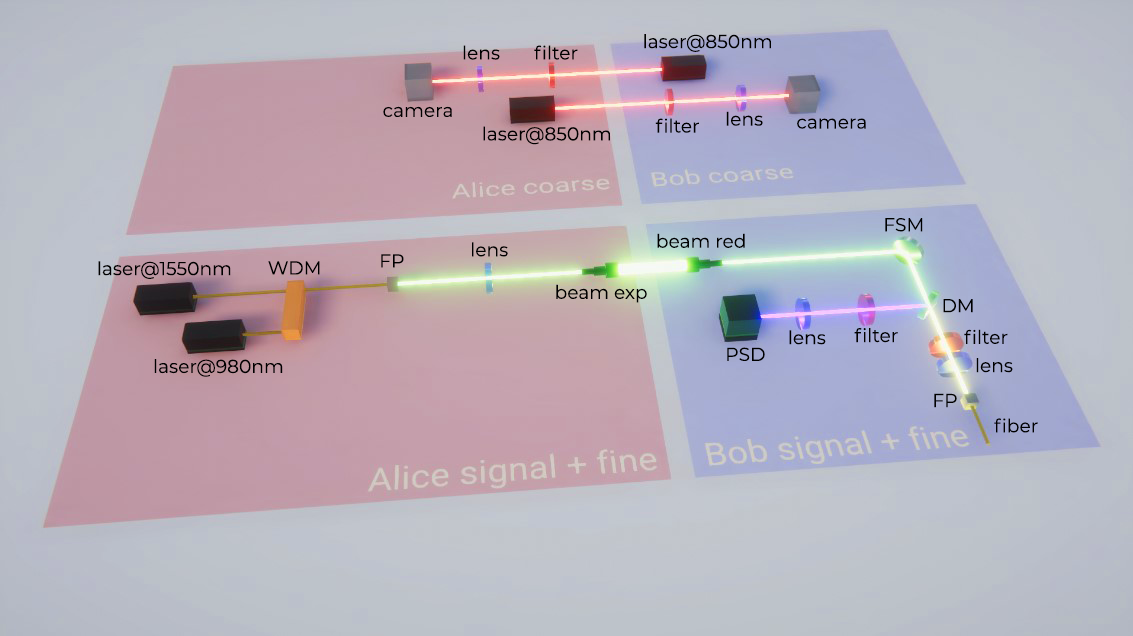 laser@850nm
lens
filter
camera
laser@850nm
filter
lens
camera
Alice coarse
Bob coarse
laser@1550nm
WDM
FP
lens
beam exp
beam red
FSM
laser@980nm
PSD
lens
filter
DM
filter
lens
FP
fiber
Alice signal + fine
Bob signal + fine